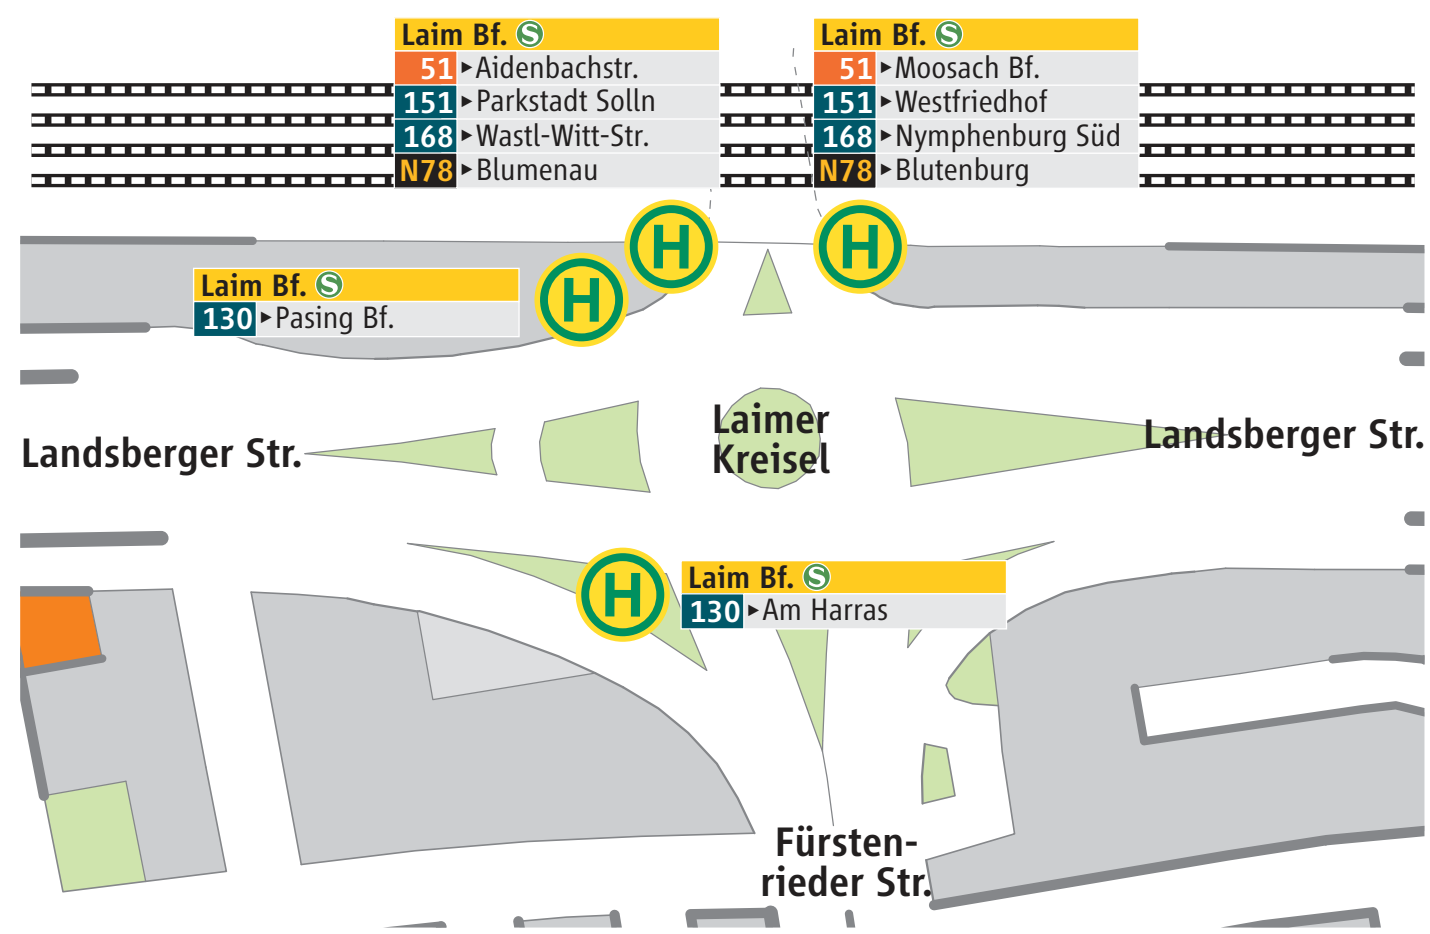 Laim Bf. S
51 ▸ Aidenbachstr.
151 ▸ Parkstadt Solln
168 ▸ Wastl-Witt-Str.
N78 ▸ Blumenau
Laim Bf. S
51 ▸ Moosach Bf.
151 ▸ Westfriedhof
168 ▸ Nymphenburg Süd
N78 ▸ Blutenburg
H
H
H
Laim Bf. S
130 ▸ Pasing Bf.
Landsberger Str.
Laimer
Kreisel
Landsberger Str.
H
Laim Bf. S
130 ▸ Am Harras
Fürsten-
rieder Str.